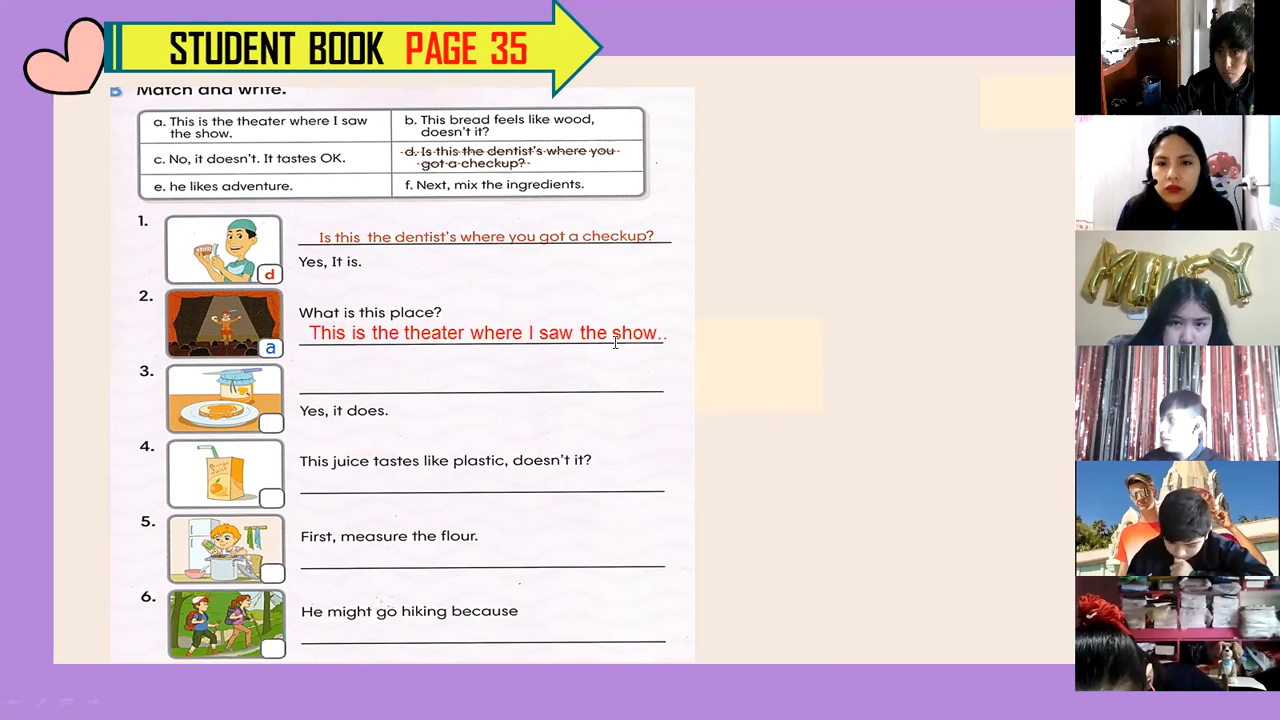 STUDENT BOOK PAGE 35
B Match and write.
a. This is the theater where I saw
the show.
b. This bread feels like wood,
doesn't it?
c. No, it doesn't. It tastes OK.
d. Is this the dentist's where you
got a checkup?
e. he likes adventure.
f. Next, mix the ingredients.
1.
Is this the dentist's where you got a checkup?
d
Yes, It is.
2.
What is this place?
This is the theater where I saw the show..
a
3.
Yes, it does.
4.
Orange
Juice
This juice tastes like plastic, doesn't it?
5.
First, measure the flour.
6.
He might go hiking because